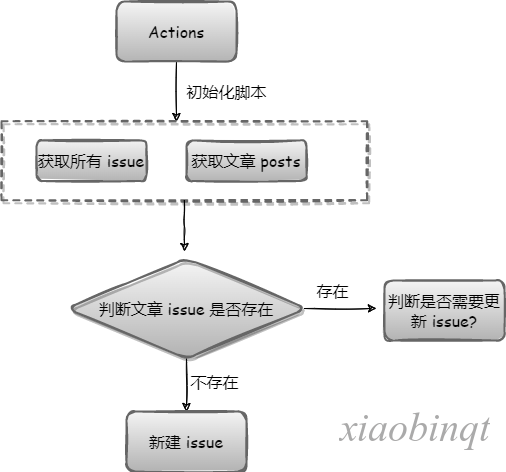 Actions
初始化脚本
获取所有 issue
获取文章 posts
判断文章 issue 是否存在
存在
判断是否需要更
新 issue?
不存在
新建 issue
xiaobinqt